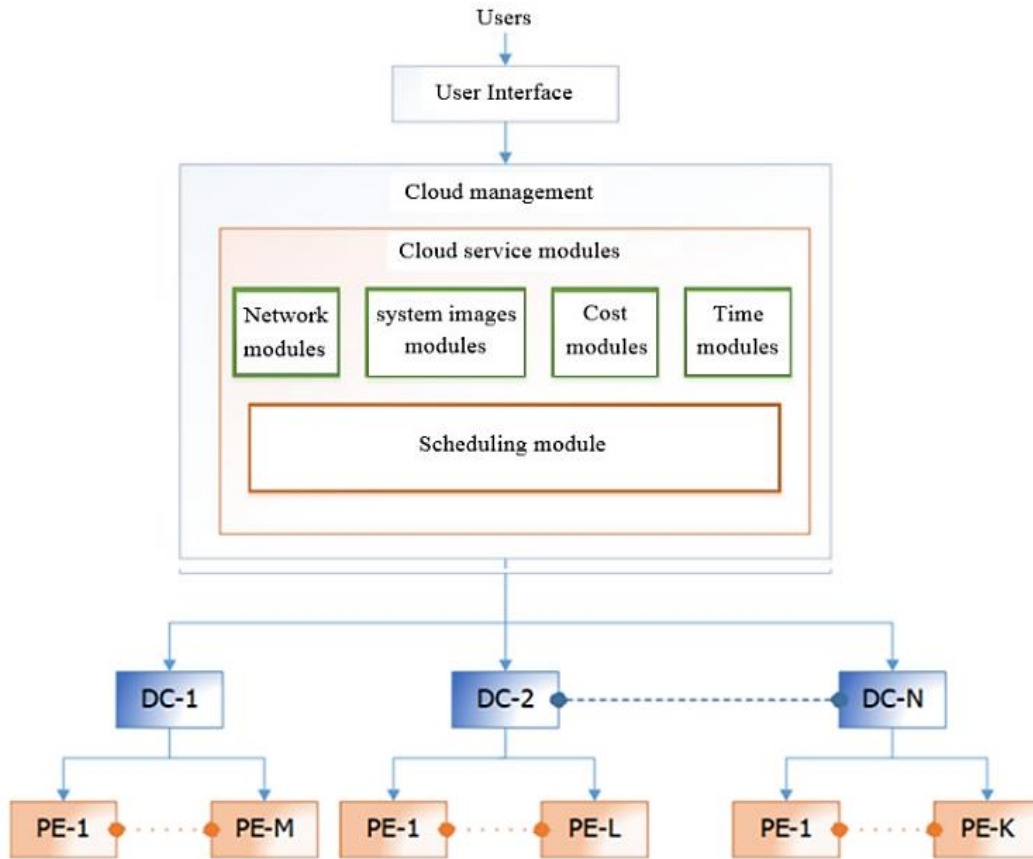 Users
User Interface
Cloud management
Cloud service modules
Network
modules
system images
modules
Cost
modules
Time
modules
Scheduling module
DC-1
DC-2
DC-N
PE-1
PE-M
PE-1
PE-L
PE-1
PE-K